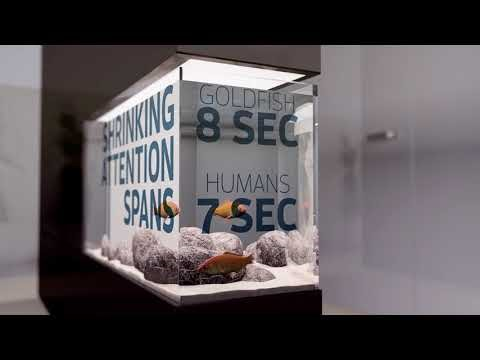 SHRINKING
ATTENTION
SPANS
GOLDFISH
8 SEC
HUMANS
7 SEC